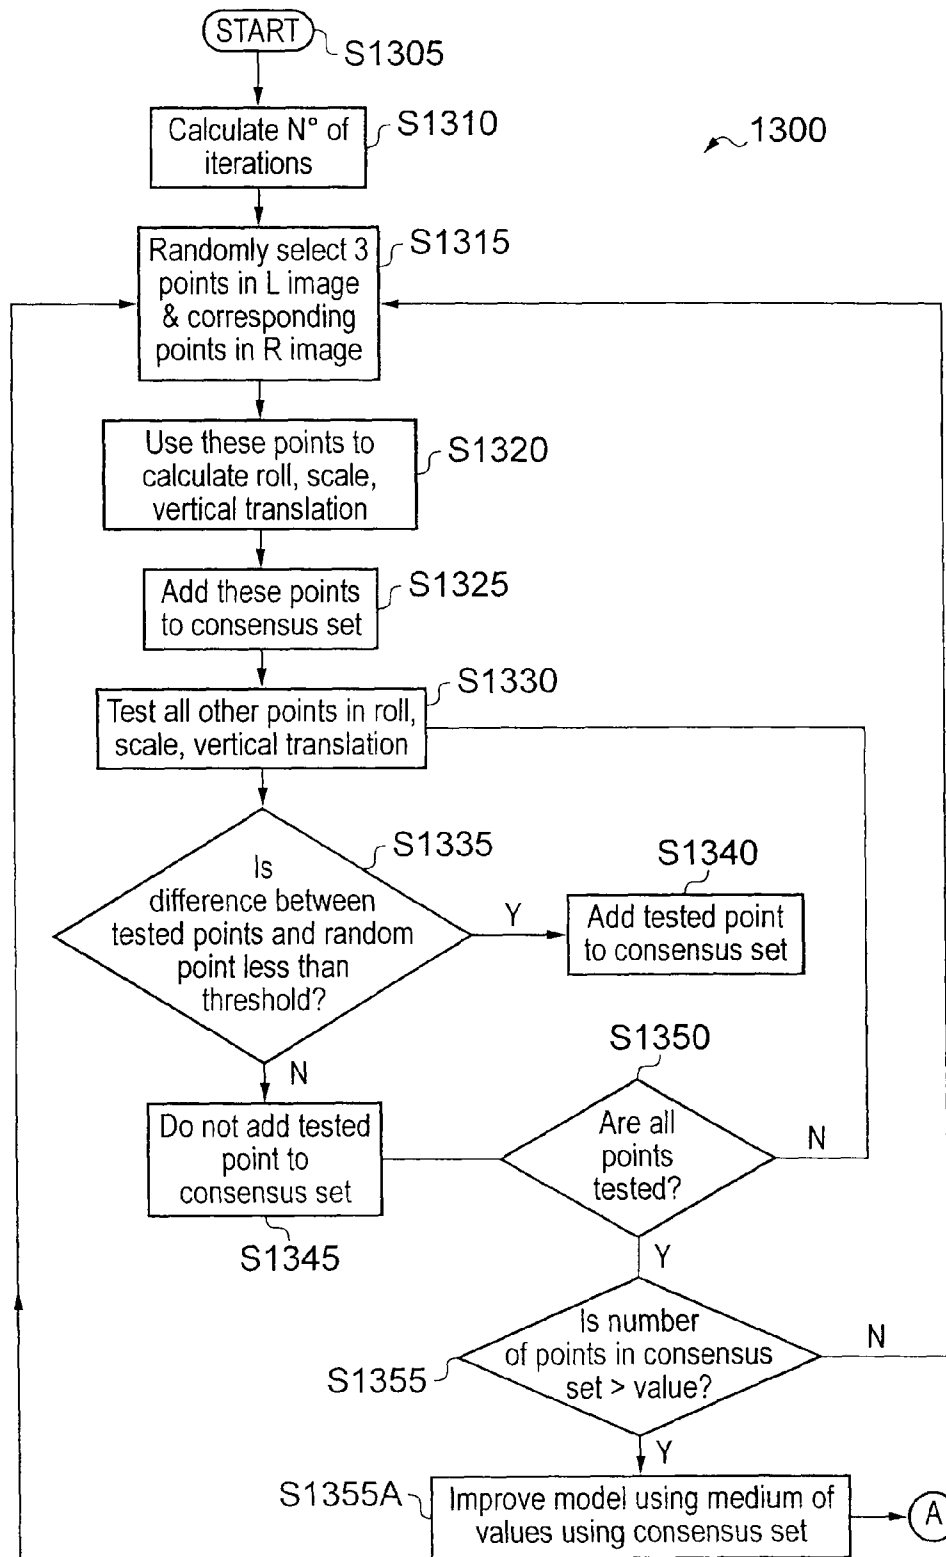 START
S1305
Calculate N° of
iterations
S1310
1300
Randomly select 3
points in L image
& corresponding
points in R image
S1315
Use these points to
calculate roll, scale,
vertical translation
S1320
Add these points
to consensus set
S1325
Test all other points in roll,
scale, vertical translation
S1330
Is
difference between
tested points and random
point less than
threshold?
S1335
Y
S1340
Add tested point
to consensus set
N
Do not add tested
point to
consensus set
S1345
S1350
Are all
points
tested?
N
Y
Is number
of points in consensus
set > value?
S1355
N
Y
S1355A
Improve model using medium of
values using consensus set
A